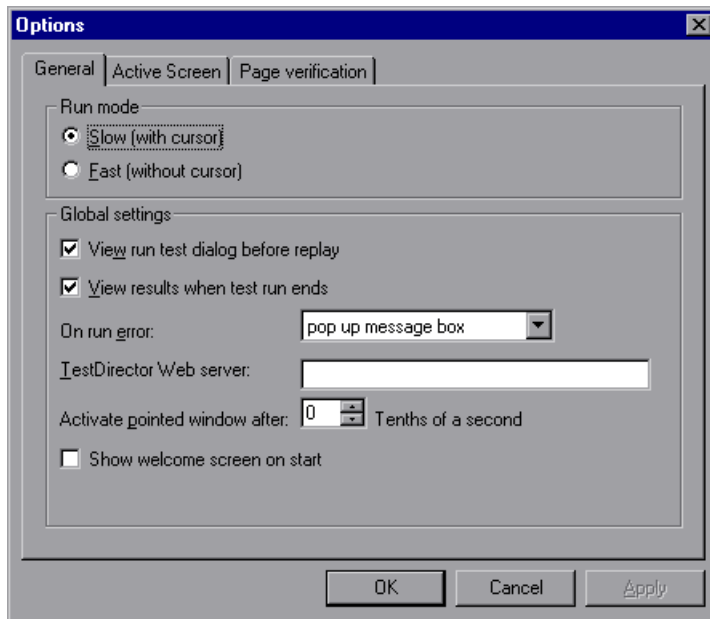 Options
General Active Screen Page verification
Run mode
Slow (with cursor)
Fast (without cursor)
Global settings
View run test dialog before replay
View results when test run ends
On run error: pop up message box
TestDirector Web server:
Activate pointed window after: 0 Tenths of a second
Show welcome screen on start
OK Cancel Apply